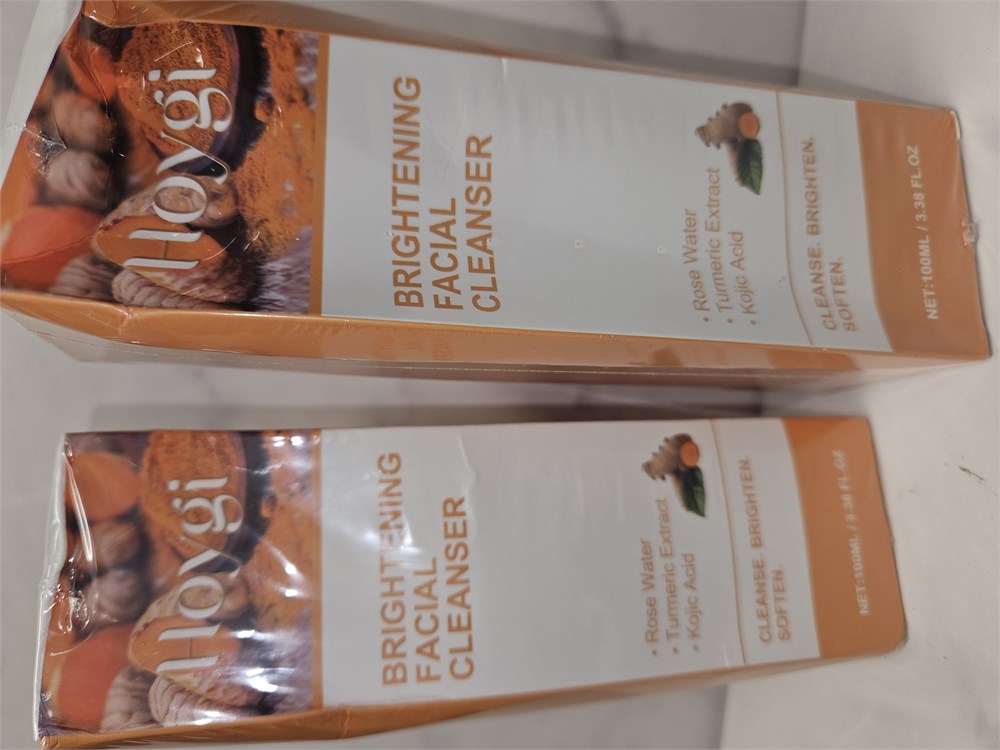 Hoygi
BRIGHTENING
FACIAL
CLEANSER
• Rose Water
• Turmeric Extract
• Kojic Acid
CLEANSE. BRIGHTEN.
SOFTEN.
NET:100ML / 3.38 FL.OZ
Hoygi
BRIGHTENING
FACIAL
CLEANSER
• Rose Water
• Turmeric Extract
• Kojic Acid
CLEANSE. BRIGHTEN.
SOFTEN.
NET:100ML / 3.38 FL.OZ